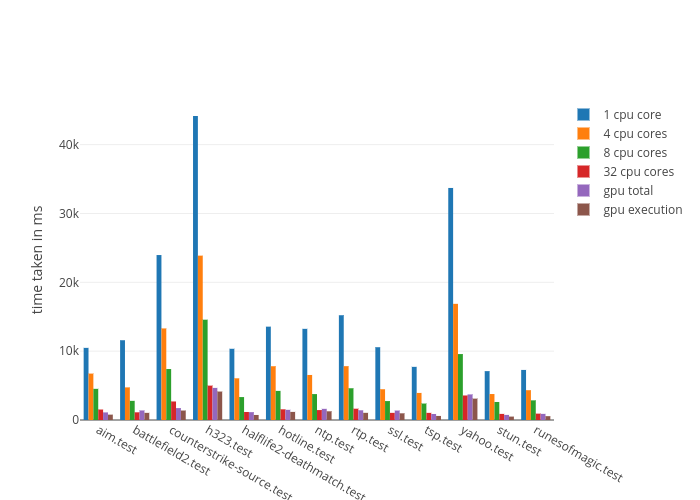 1 cpu core
4 cpu cores
8 cpu cores
32 cpu cores
gpu total
gpu execution
time taken in ms
40k
30k
20k
10k
0
aim.test
battlefield2.test
counterstrike-source.test
h323.test
halflife2-deathmatch.test
hotline.test
ntp.test
rtp.test
ssl.test
tsp.test
yahoo.test
stun.test
runesofmagic.test